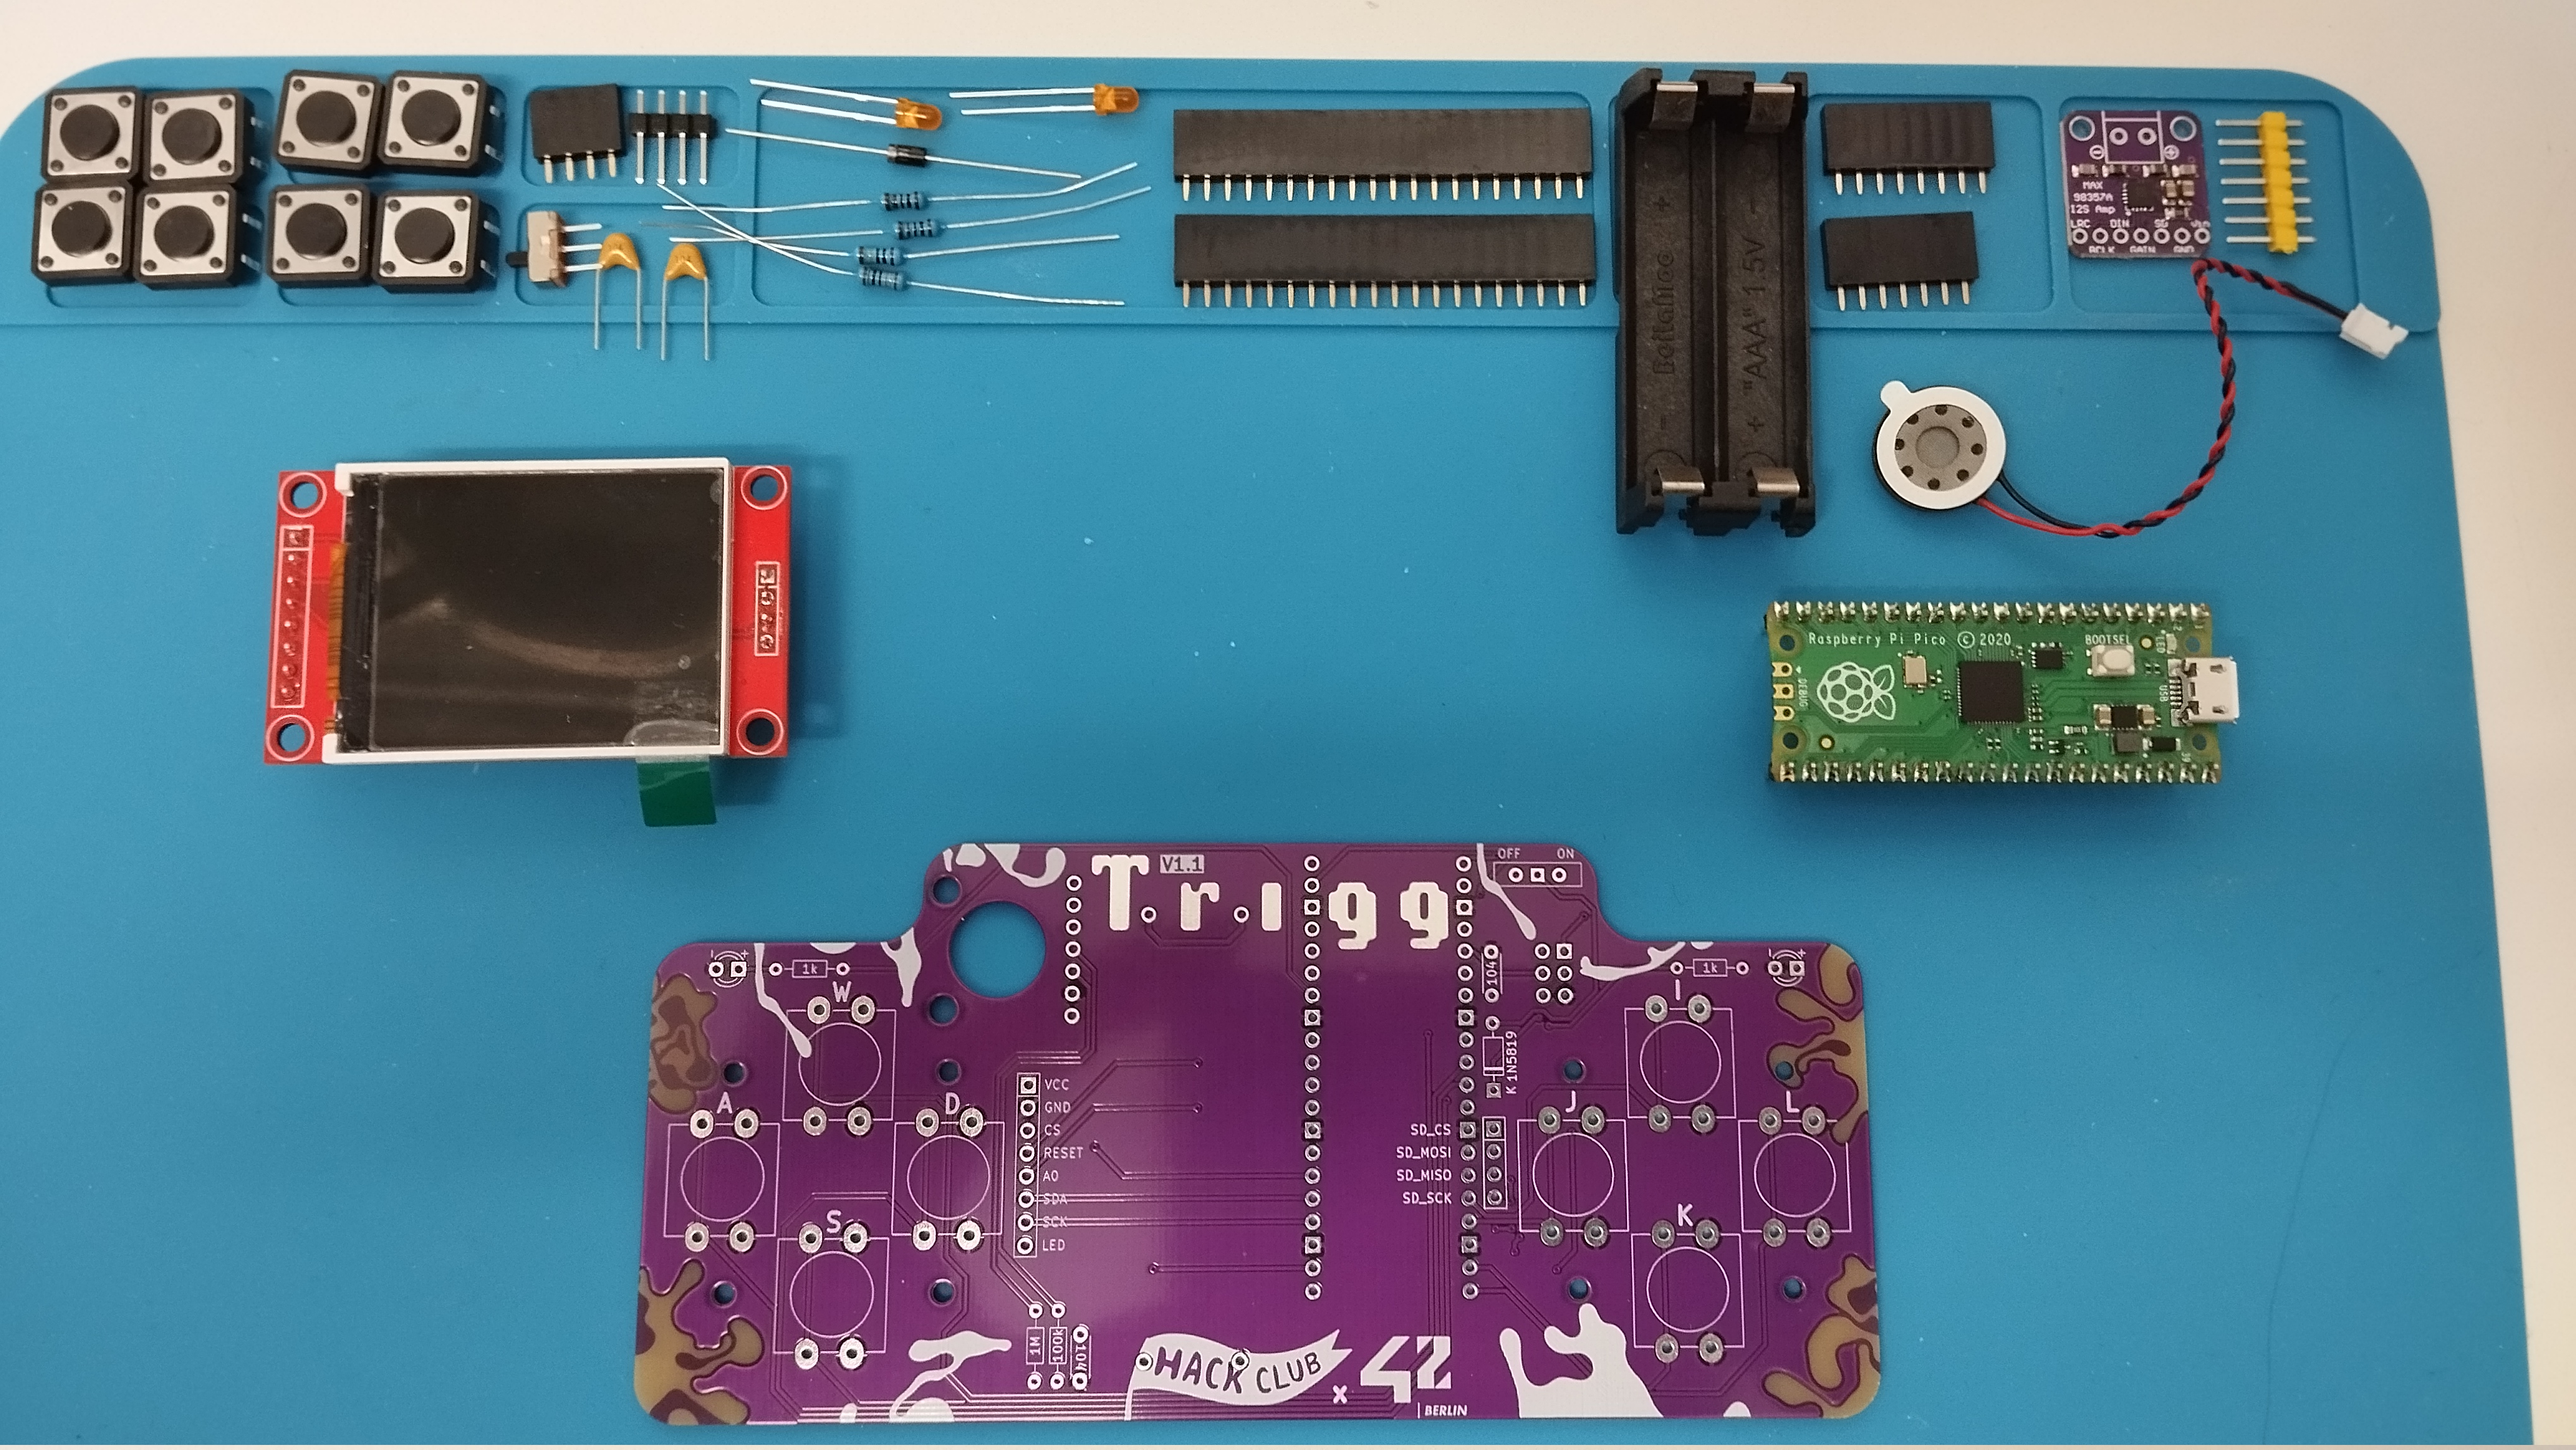 MAX
98357A
I2S Amp
LRC
DIN
SD
Vin
BCLK
GAIN
GND
- Beilaitec +
+ "AAA" 1.5V -
Raspberry Pi Pico © 2020
BOOTSEL
LED
USB
DEBUG
Trigg
V1.1
OFF ON
1k
104
1k
W
I
1N5819
K
A
D
J
L
VCC
GND
CS
RESET
A0
SDA
SCK
LED
SD_CS
SD_MOSI
SD_MISO
SD_SCK
S
K
1M
100k
104
HACK CLUB
x
42
BERLIN